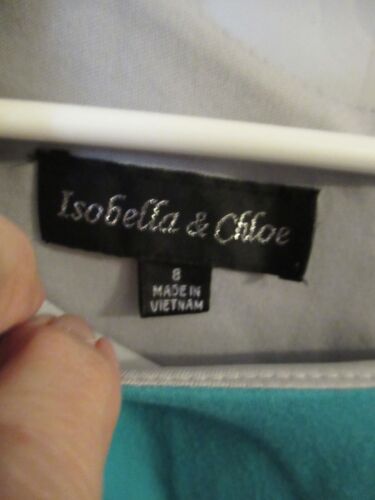 Isobella & Chloe
8
MADE IN
VIETNAM